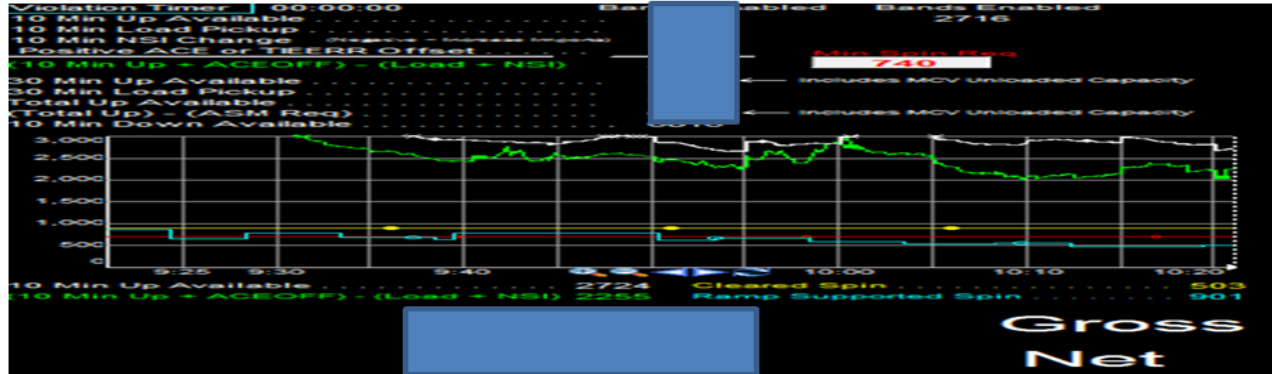 Violation Timer 00:00:00 Bands Enabled
10 Min Up Available . . . . . . . . . . . . . . . . 2716
10 Min Load Pickup . . . . . . . . . . . . . . . .
10 Min NSI Change (Negative = Increase Imports)
Positive ACE or TIEERR Offset . . . . . . Min Spin Req
(10 Min Up + ACEOFF) - (Load + NSI) 740
30 Min Up Available . . . . . . . . . . . . . . . . <--- Includes MCV Unloaded Capacity
30 Min Load Pickup . . . . . . . . . . . . . . . .
Total Up Available . . . . . . . . . . . . . . . .
(Total Up) - (ASM Req) . . . . . . . . . . . . . <--- Includes MCV Unloaded Capacity
10 Min Down Available . . . . . . . . . . . . . .
3,000
2,500
2,000
1,500
1,000
500
0
9:25 9:30 9:40 10:00 10:10 10:20
10 Min Up Available . . . . . . . . . . . . 2724 Cleared Spin . . . . . . . . . . . . . . . . 503
(10 Min Up + ACEOFF) - (Load + NSI) 2255 Ramp Supported Spin . . . . . . . . . . 901
Gross
Net